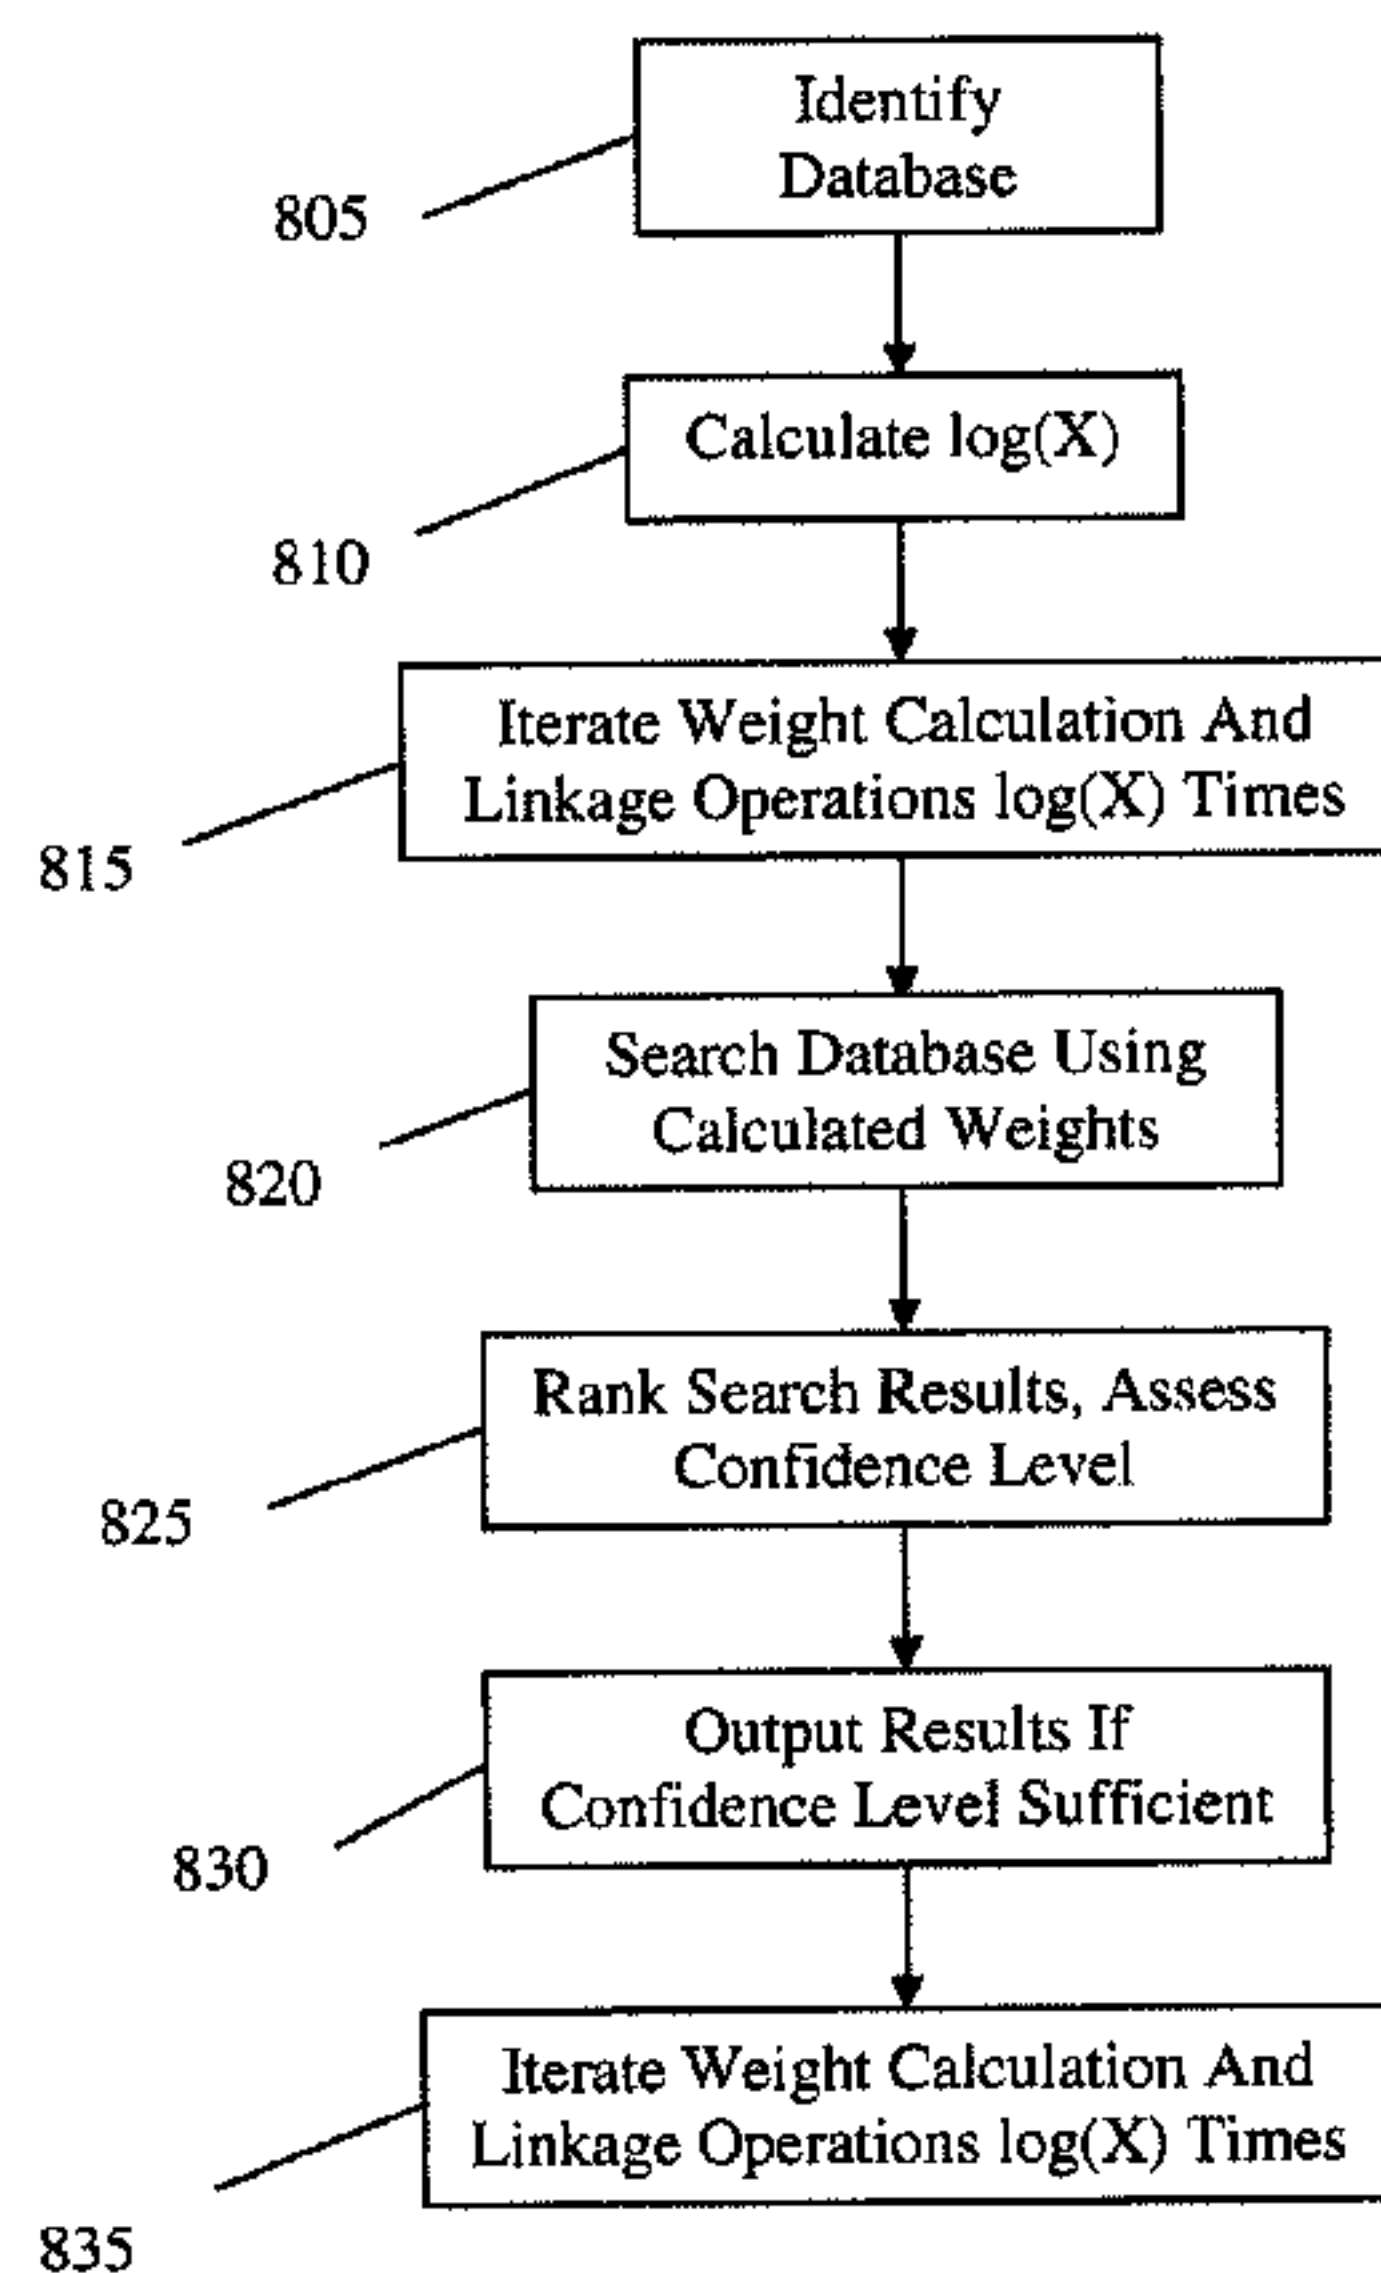 Identify
Database
805
Calculate log(X)
810
Iterate Weight Calculation And
Linkage Operations log(X) Times
815
Search Database Using
Calculated Weights
820
Rank Search Results, Assess
Confidence Level
825
Output Results If
Confidence Level Sufficient
830
Iterate Weight Calculation And
Linkage Operations log(X) Times
835